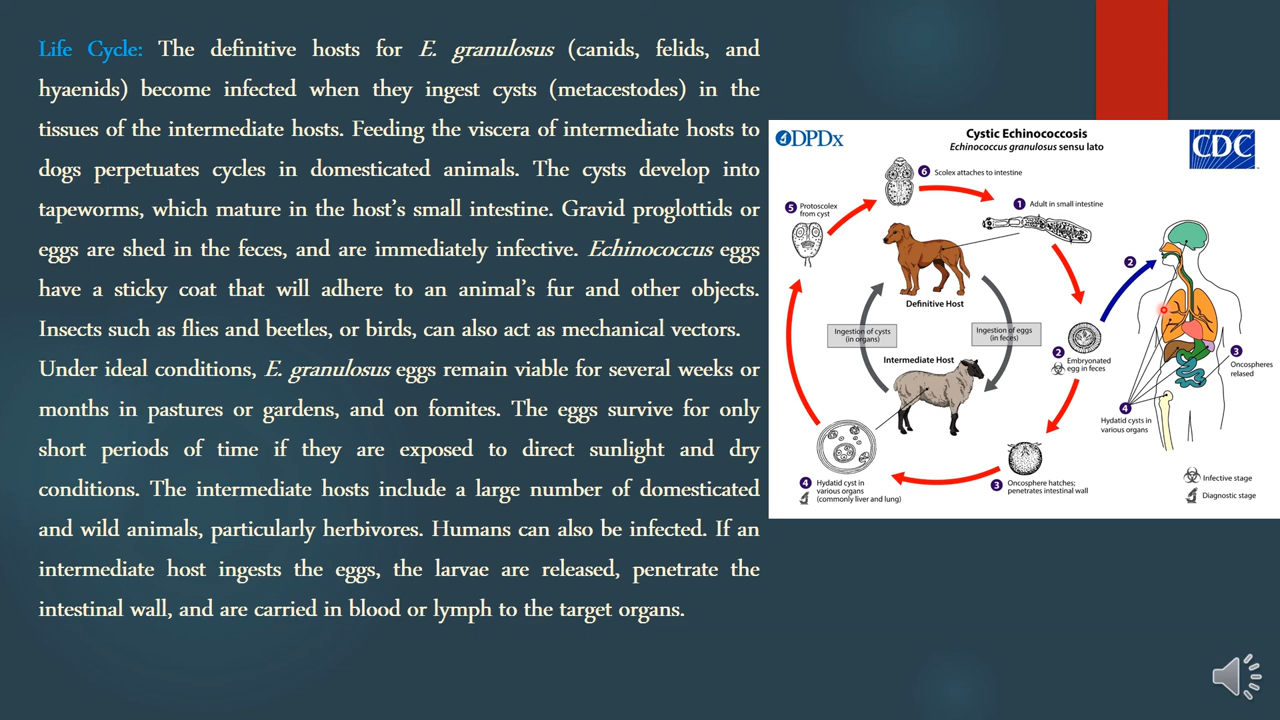 Life Cycle: The definitive hosts for E. granulosus (canids, felids, and
hyaenids) become infected when they ingest cysts (metacestodes) in the
tissues of the intermediate hosts. Feeding the viscera of intermediate hosts to
dogs perpetuates cycles in domesticated animals. The cysts develop into
tapeworms, which mature in the host's small intestine. Gravid proglottids or
eggs are shed in the feces, and are immediately infective. Echinococcus eggs
have a sticky coat that will adhere to an animal's fur and other objects.
Insects such as flies and beetles, or birds, can also act as mechanical vectors.
Under ideal conditions, E. granulosus eggs remain viable for several weeks or
months in pastures or gardens, and on fomites. The eggs survive for only
short periods of time if they are exposed to direct sunlight and dry
conditions. The intermediate hosts include a large number of domesticated
and wild animals, particularly herbivores. Humans can also be infected. If an
intermediate host ingests the eggs, the larvae are released, penetrate the
intestinal wall, and are carried in blood or lymph to the target organs.
DPDx
Cystic Echinococcosis
Echinococcus granulosus sensu lato
CDC
6 Scolex attaches to intestine
5 Protoscolex
from cyst
1 Adult in small intestine
Definitive Host
2
Ingestion of cysts
(in organs)
Ingestion of eggs
(in feces)
Intermediate Host
2 Embryonated
egg in feces
3
Oncospheres
relased
4
Hydatid cysts in
various organs
4 Hydatid cyst in
various organs
(commonly liver and lung)
3 Oncosphere hatches;
penetrates intestinal wall
Infective stage
Diagnostic stage